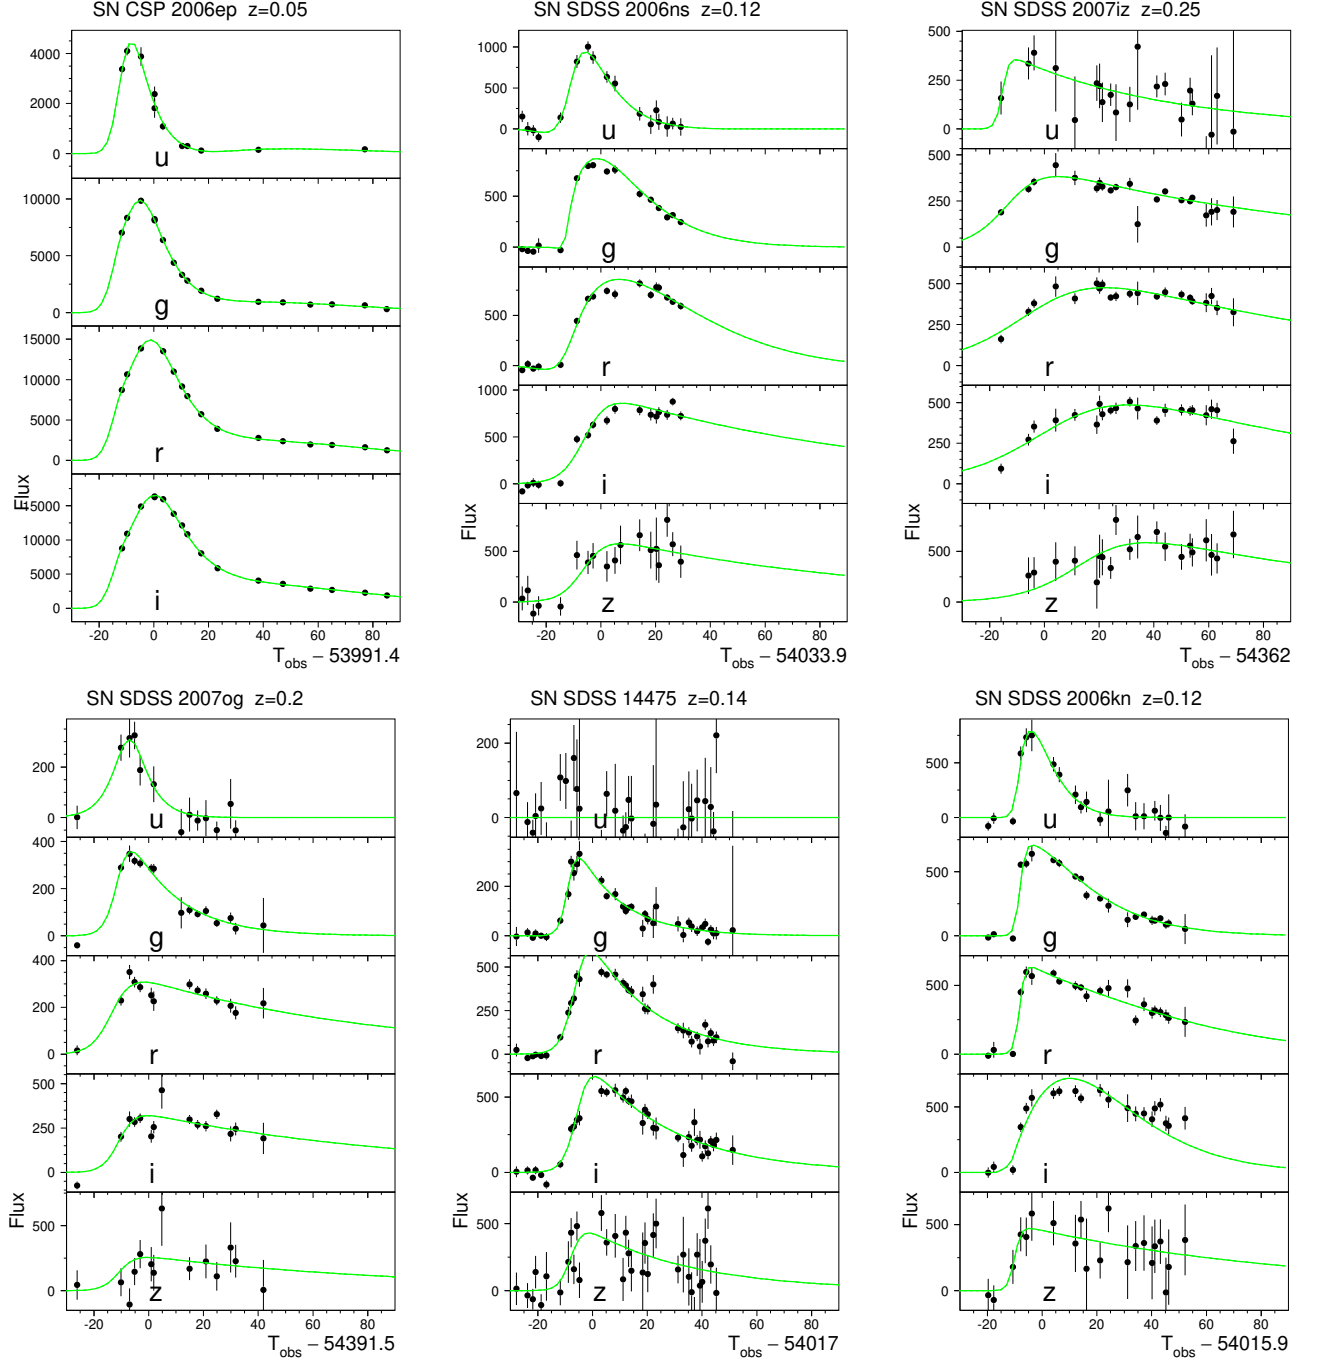 SN CSP 2006ep z=0.05
4000
2000
0
u
10000
5000
0
g
15000
10000
5000
0
r
Flux
15000
10000
5000
0
i
-20 0 20 40 60 80
T_obs − 53991.4
SN SDSS 2006ns z=0.12
1000
500
0
u
500
0
g
500
0
r
1000
500
0
i
Flux
500
0
z
-20 0 20 40 60 80
T_obs − 54033.9
SN SDSS 2007iz z=0.25
500
250
0
u
500
250
0
g
500
250
0
r
500
250
0
i
Flux
500
0
z
-20 0 20 40 60 80
T_obs − 54362
SN SDSS 2007og z=0.2
200
0
u
400
200
0
g
400
200
0
r
500
250
0
i
Flux
500
0
z
-20 0 20 40 60 80
T_obs − 54391.5
SN SDSS 14475 z=0.14
200
0
u
200
0
g
500
250
0
r
500
250
0
i
Flux
500
0
z
-20 0 20 40 60 80
T_obs − 54017
SN SDSS 2006kn z=0.12
500
0
u
500
0
g
500
0
r
500
0
i
Flux
500
0
z
-20 0 20 40 60 80
T_obs − 54015.9